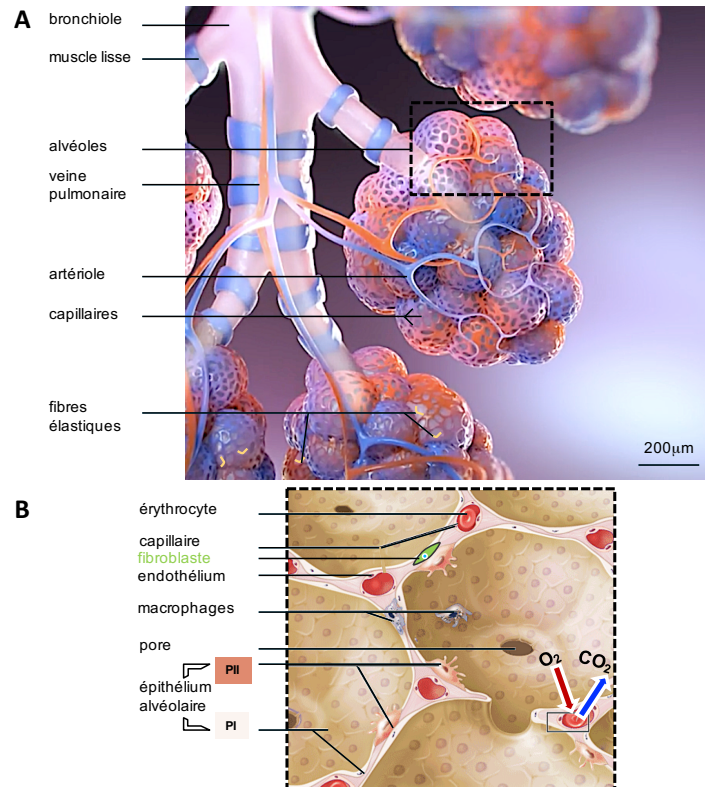 A
bronchiole
muscle lisse
alvéoles
veine
pulmonaire
artériole
capillaires
fibres
élastiques
200μm
B
érythrocyte
capillaire
fibroblaste
endothélium
macrophages
pore
PII
épithélium
alvéolaire
PI
O2
CO2